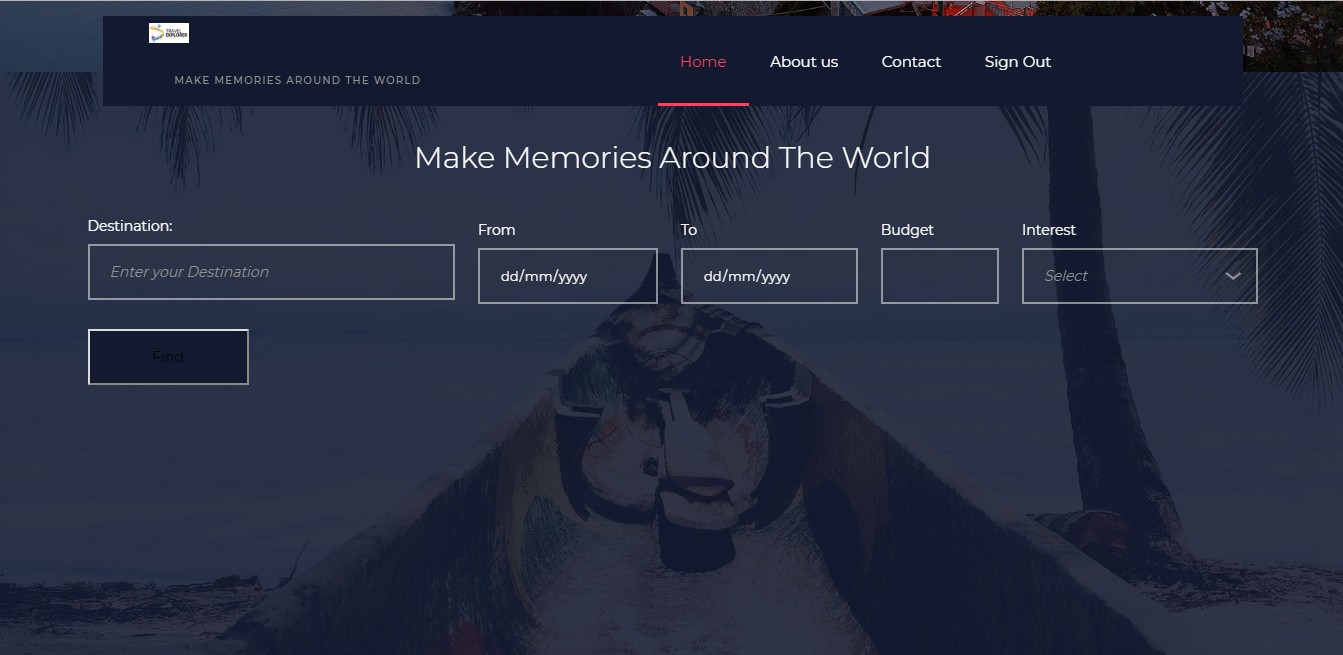 TRAVEL
EXPLORER
MAKE MEMORIES AROUND THE WORLD
Home About us Contact Sign Out
Make Memories Around The World
Destination: From To Budget Interest
Enter your Destination dd/mm/yyyy dd/mm/yyyy Select
Find